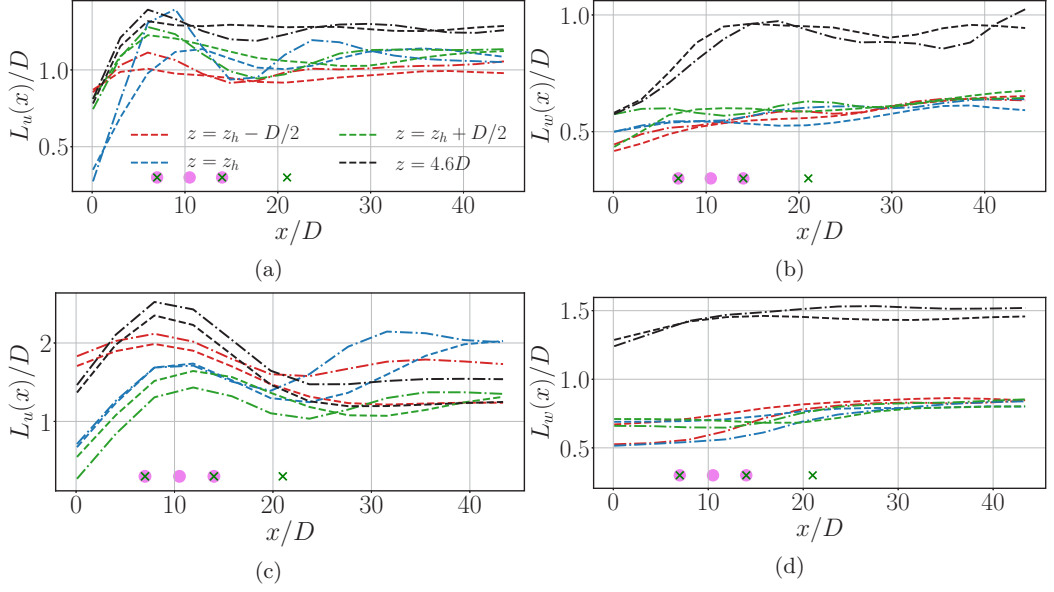 L_u(x)/D
1.0
0.5
z = z_h − D/2
z = z_h + D/2
z = z_h
z = 4.6D
0 10 20 30 40
x/D
(a)
L_w(x)/D
1.0
0.5
0 10 20 30 40
x/D
(b)
L_u(x)/D
2
1
0 10 20 30 40
x/D
(c)
L_w(x)/D
1.5
1.0
0.5
0 10 20 30 40
x/D
(d)